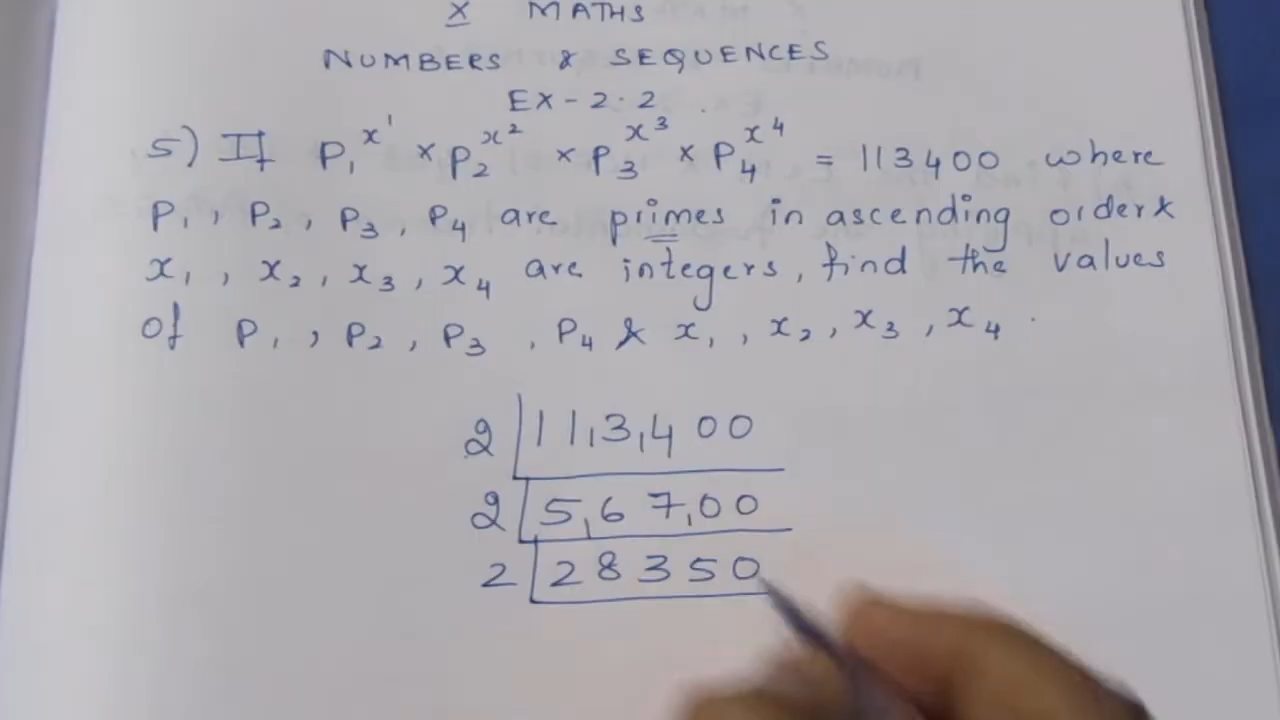 X MATHS
NUMBERS & SEQUENCES
EX-2.2
5) If P₁^x1 × P₂^x2 × P₃^x3 × P₄^x4 = 113400 where
P₁, P₂, P₃, P₄ are primes in ascending order &
x₁, x₂, x₃, x₄ are integers, find the values
of P₁, P₂, P₃, P₄ & x₁, x₂, x₃, x₄.
2 | 11,3,400
2 | 5,67,00
2 | 28350